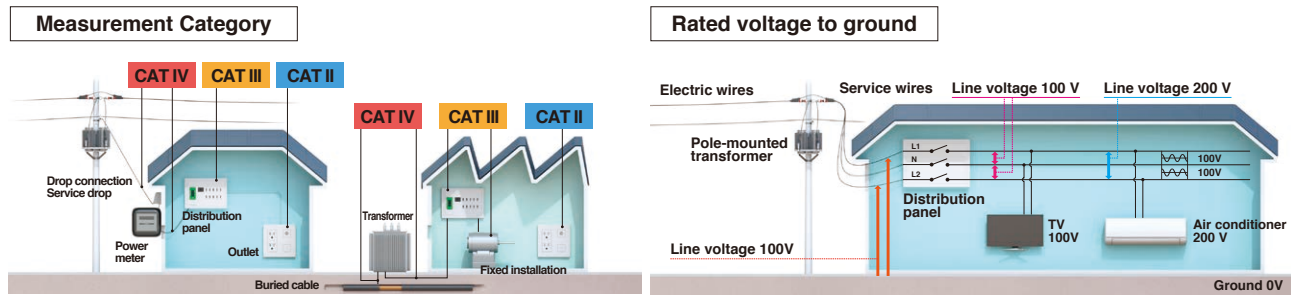 Measurement Category
CAT IV
CAT III
CAT II
CAT IV
CAT III
CAT II
Drop connection
Service drop
Distribution
panel
Power
meter
Outlet
Transformer
Fixed installation
Buried cable
Rated voltage to ground
Electric wires
Service wires
Line voltage 100 V
Line voltage 200 V
Pole-mounted
transformer
L1
N
L2
100V
100V
Distribution
panel
TV
100V
Air conditioner
200 V
Line voltage 100V
Ground 0V